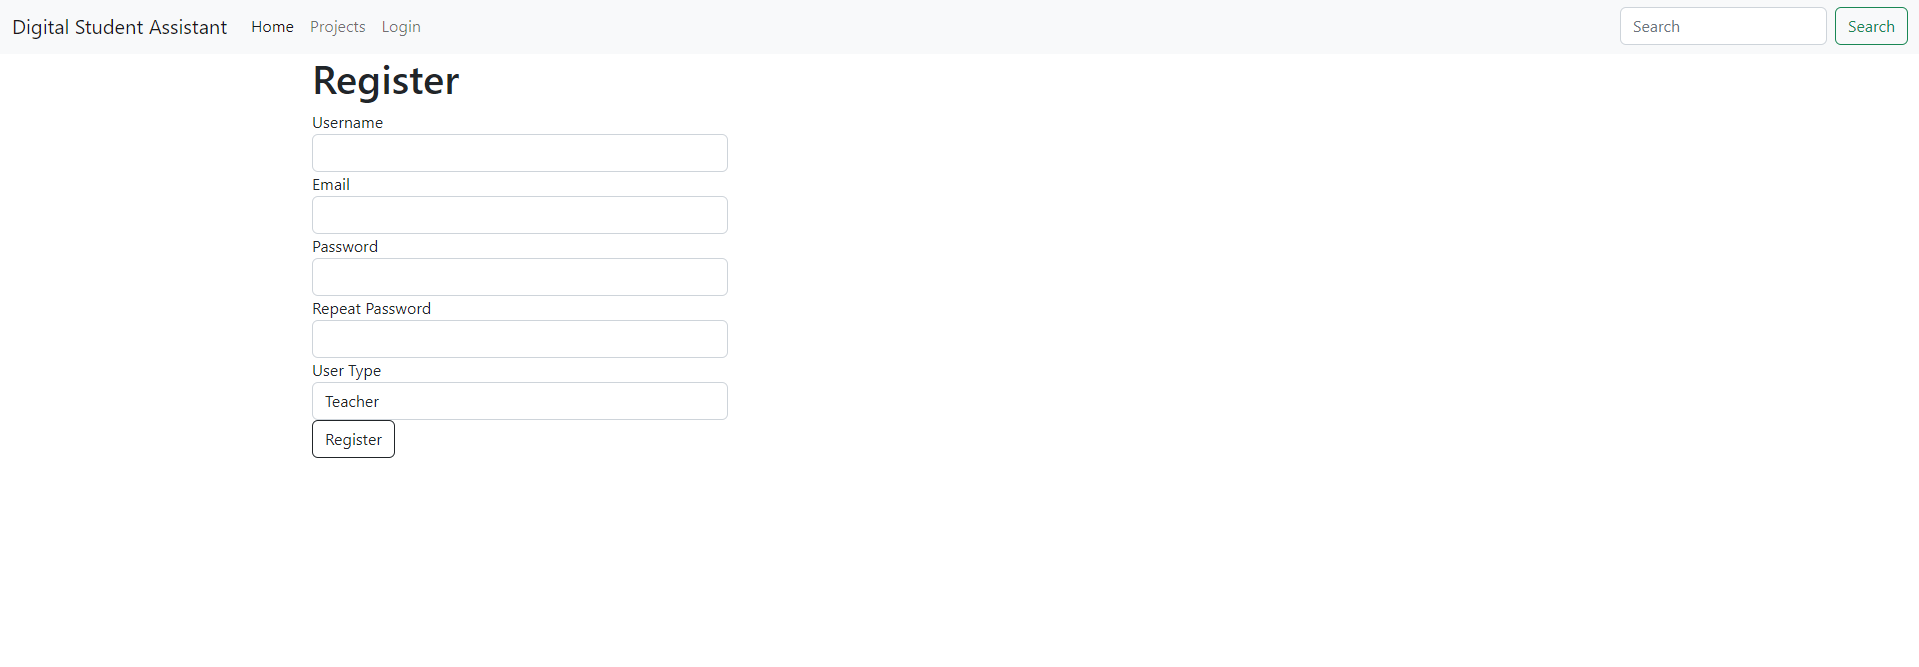 Digital Student Assistant Home Projects Login Search Search
Register
Username
Email
Password
Repeat Password
User Type
Teacher
Register